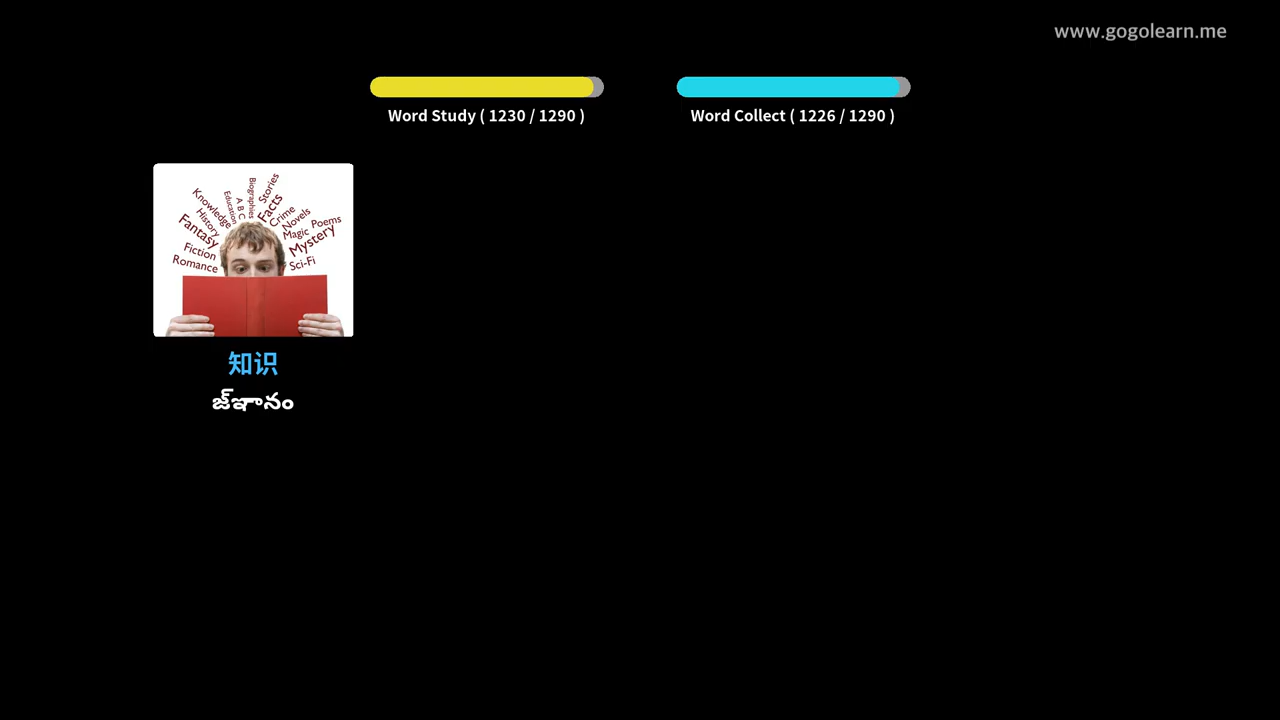 www.gogolearn.me
Word Study ( 1230 / 1290 )
Word Collect ( 1226 / 1290 )
Knowledge
History
Fantasy
Fiction
Romance
Education
A B C
Biographies
Stories
Facts
Crime
Novels
Magic
Poems
Mystery
Sci-Fi
知识
ജ്ഞാനം